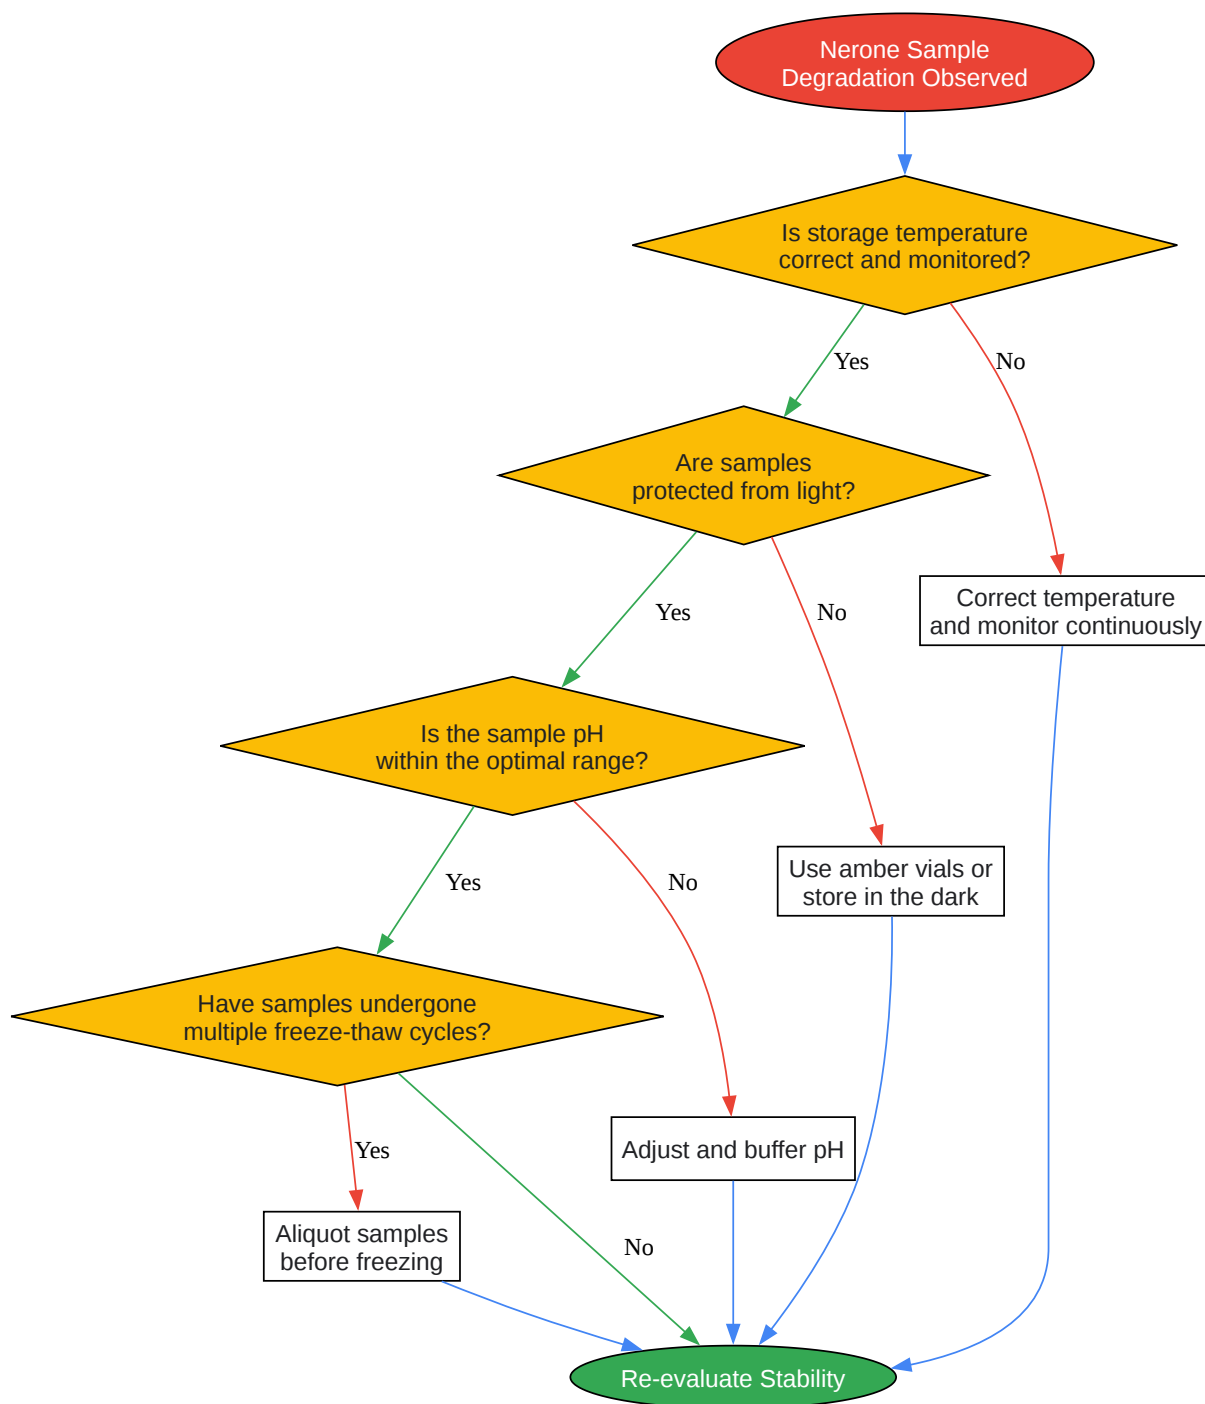 Nerone Sample
Degradation Observed
Is storage temperature
correct and monitored?
Yes
No
Are samples
protected from light?
Correct temperature
and monitor continuously
Yes
No
Is the sample pH
within the optimal range?
Use amber vials or
store in the dark
Yes
No
Have samples undergone
multiple freeze-thaw cycles?
Yes
Adjust and buffer pH
Aliquot samples
before freezing
No
Re-evaluate Stability